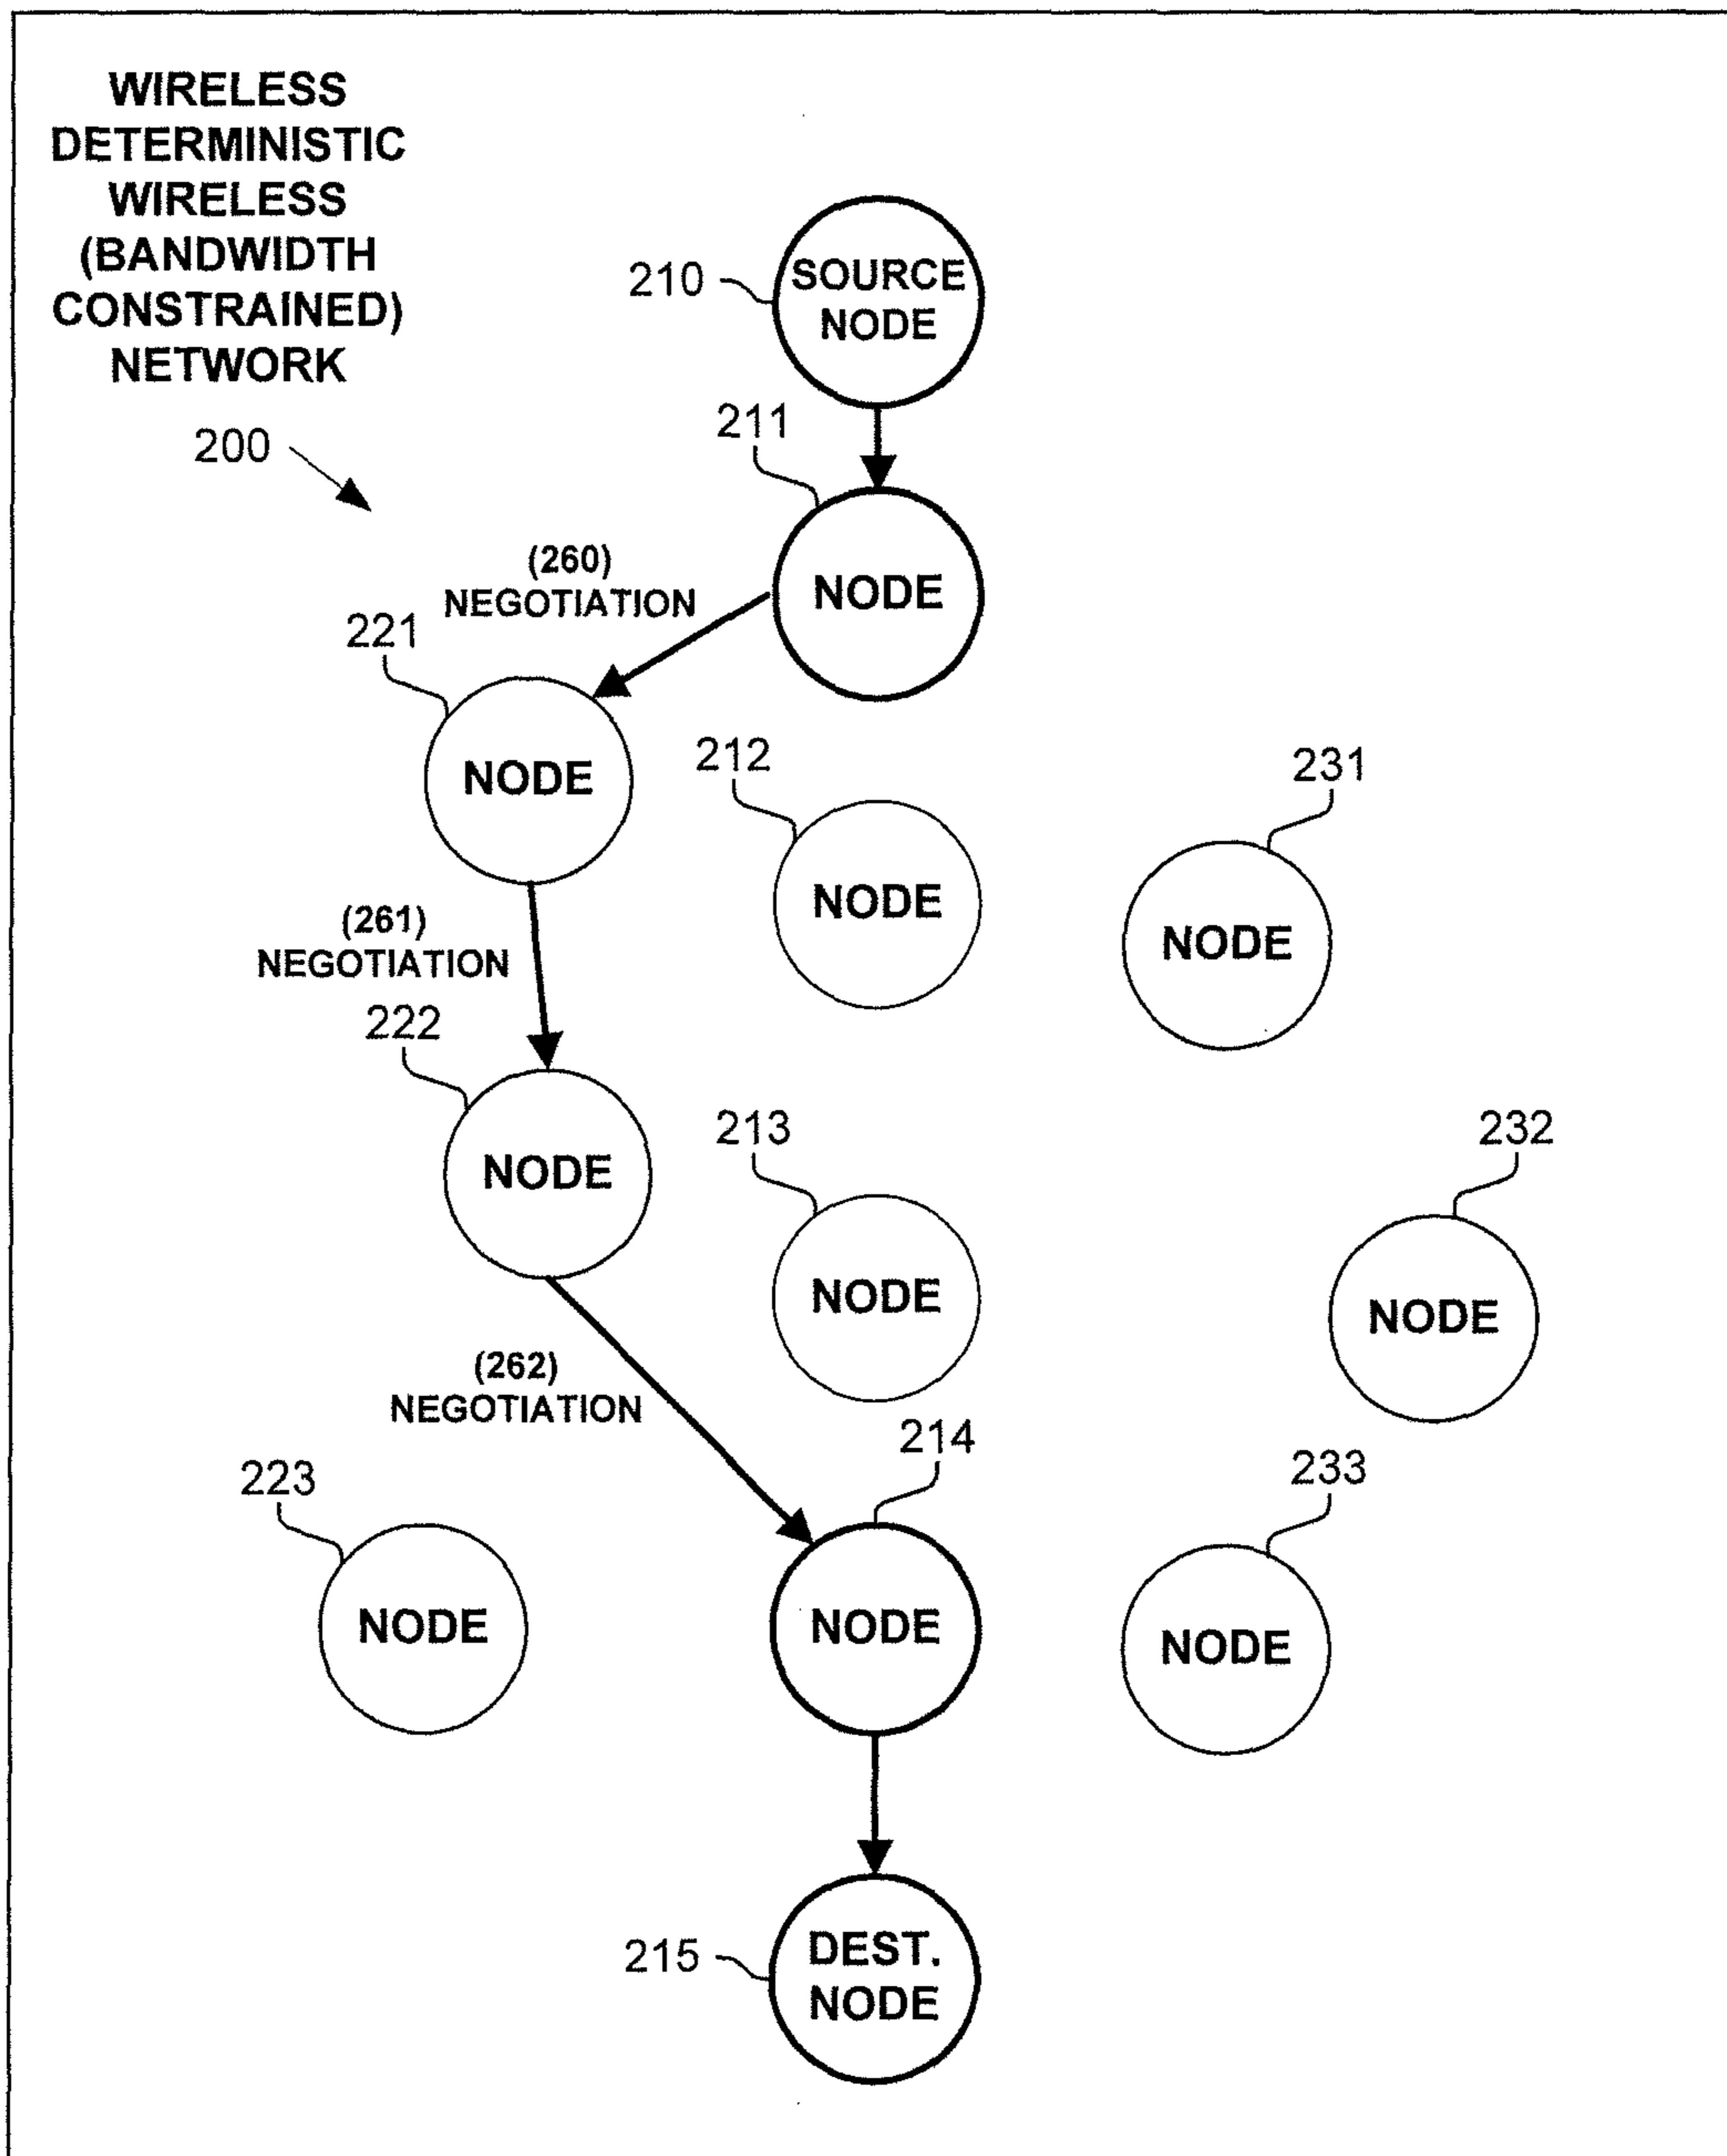 WIRELESS
DETERMINISTIC
WIRELESS
(BANDWIDTH
CONSTRAINED)
NETWORK
200
210
SOURCE
NODE
211
NODE
(260)
NEGOTIATION
221
NODE
212
NODE
231
NODE
(261)
NEGOTIATION
222
NODE
213
NODE
232
NODE
(262)
NEGOTIATION
214
NODE
223
NODE
233
NODE
215
DEST.
NODE